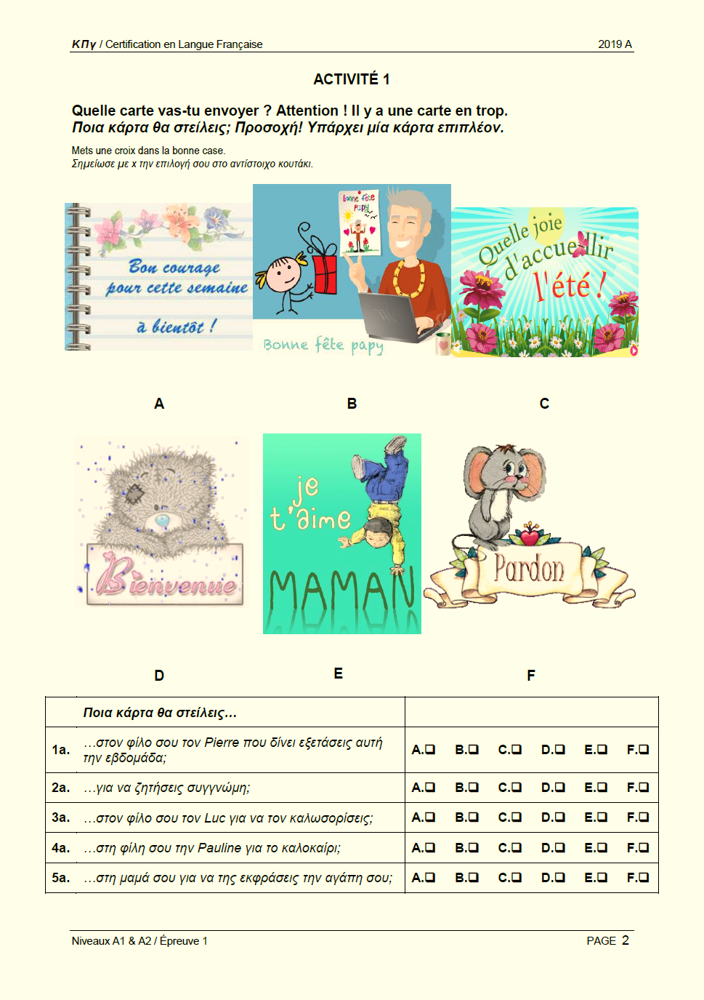 ΚΠγ / Certification en Langue Française 2019 A
ACTIVITÉ 1
Quelle carte vas-tu envoyer ? Attention ! Il y a une carte en trop.
Ποια κάρτα θα στείλεις; Προσοχή! Υπάρχει μία κάρτα επιπλέον.
Mets une croix dans la bonne case.
Σημείωσε με x την επιλογή σου στο αντίστοιχο κουτάκι.
Bon courage
pour cette semaine
à bientôt !
bonne fête
papy
Bonne fête papy
Quelle joie
d'accueillir
l'été !
A B C
Bienvenue
je
t'aime
MAMAN
Pardon
D E F
Ποια κάρτα θα στείλεις…
1a. …στον φίλο σου τον Pierre που δίνει εξετάσεις αυτή
την εβδομάδα; A.❑ B.❑ C.❑ D.❑ E.❑ F.❑
2a. …για να ζητήσεις συγγνώμη; A.❑ B.❑ C.❑ D.❑ E.❑ F.❑
3a. …στον φίλο σου τον Luc για να τον καλωσορίσεις; A.❑ B.❑ C.❑ D.❑ E.❑ F.❑
4a. …στη φίλη σου την Pauline για το καλοκαίρι; A.❑ B.❑ C.❑ D.❑ E.❑ F.❑
5a. …στη μαμά σου για να της εκφράσεις την αγάπη σου; A.❑ B.❑ C.❑ D.❑ E.❑ F.❑
Niveaux A1 & A2 / Épreuve 1 PAGE 2